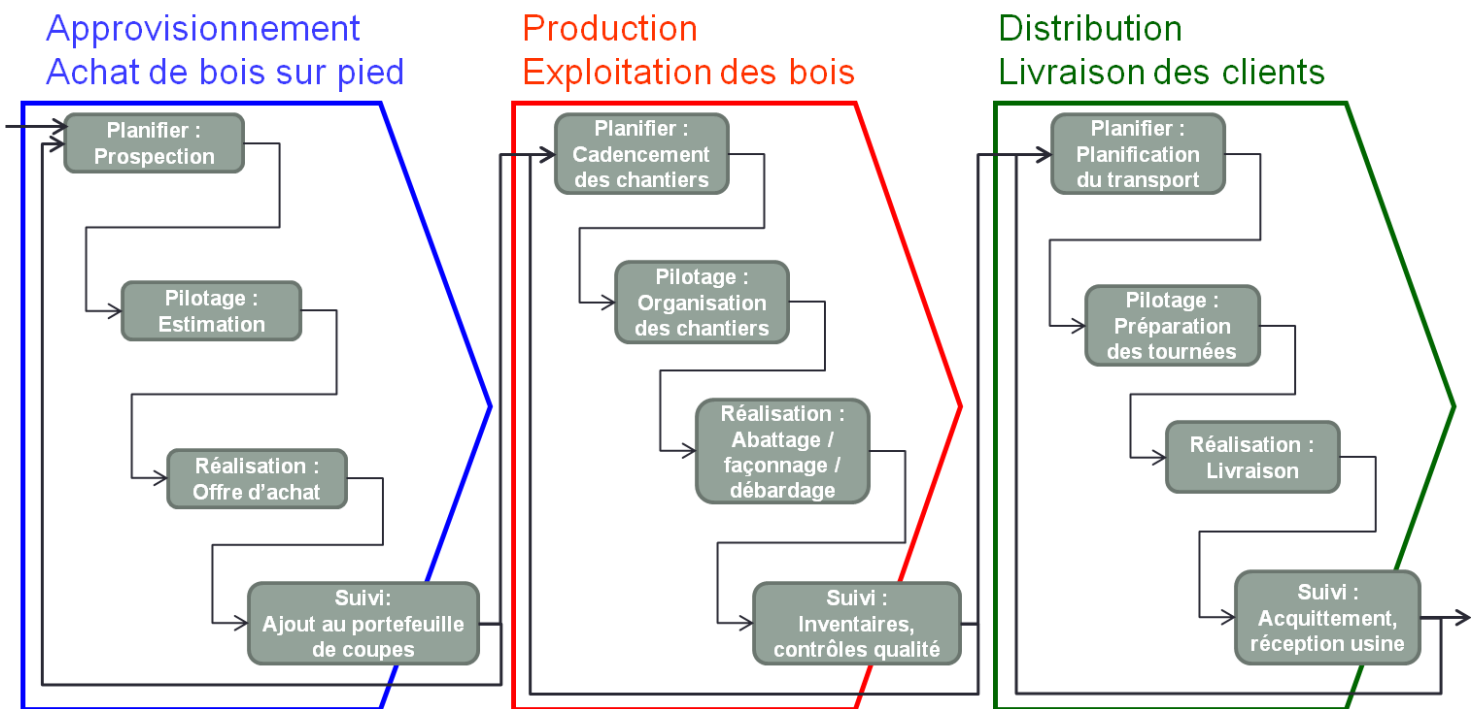 Approvisionnement
Achat de bois sur pied
Planifier :
Prospection
Pilotage :
Estimation
Réalisation :
Offre d'achat
Suivi:
Ajout au portefeuille
de coupes
Production
Exploitation des bois
Planifier :
Cadencement
des chantiers
Pilotage :
Organisation
des chantiers
Réalisation :
Abattage /
façonnage /
débardage
Suivi :
Inventaires,
contrôles qualité
Distribution
Livraison des clients
Planifier :
Planification
du transport
Pilotage :
Préparation
des tournées
Réalisation :
Livraison
Suivi :
Acquittement,
réception usine